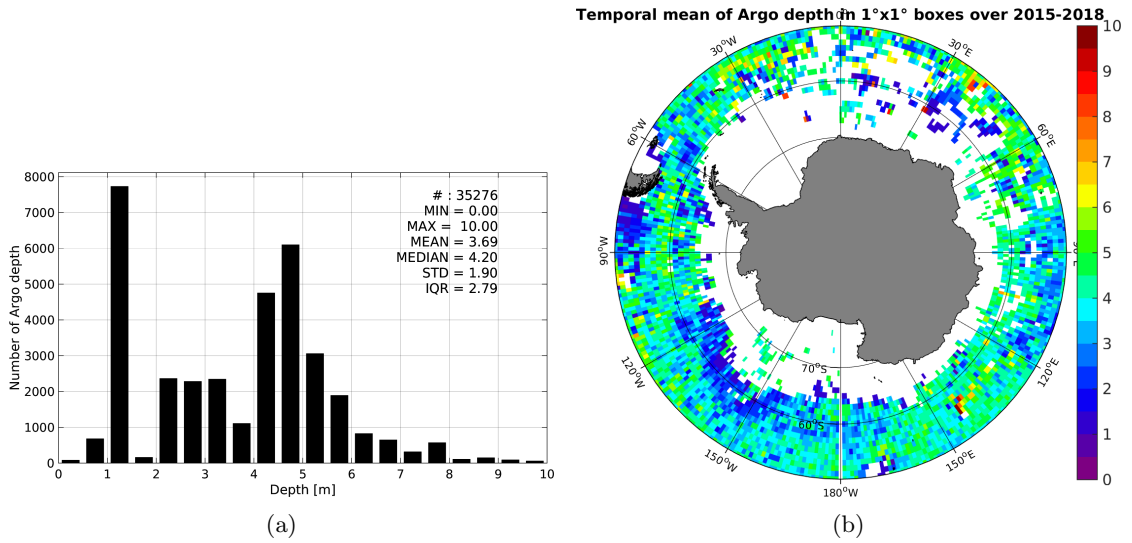 Temporal mean of Argo depth in 1°x1° boxes over 2015-2018
Number of Argo depth
8000
7000
6000
5000
4000
3000
2000
1000
0
# : 35276
MIN = 0.00
MAX = 10.00
MEAN = 3.69
MEDIAN = 4.20
STD = 1.90
IQR = 2.79
0 1 2 3 4 5 6 7 8 9 10
Depth [m]
(a)
30°W
30°E
60°W
60°E
90°W
120°W
120°E
150°W
150°E
180°W
70°S
60°S
10
9
8
7
6
5
4
3
2
1
0
(b)